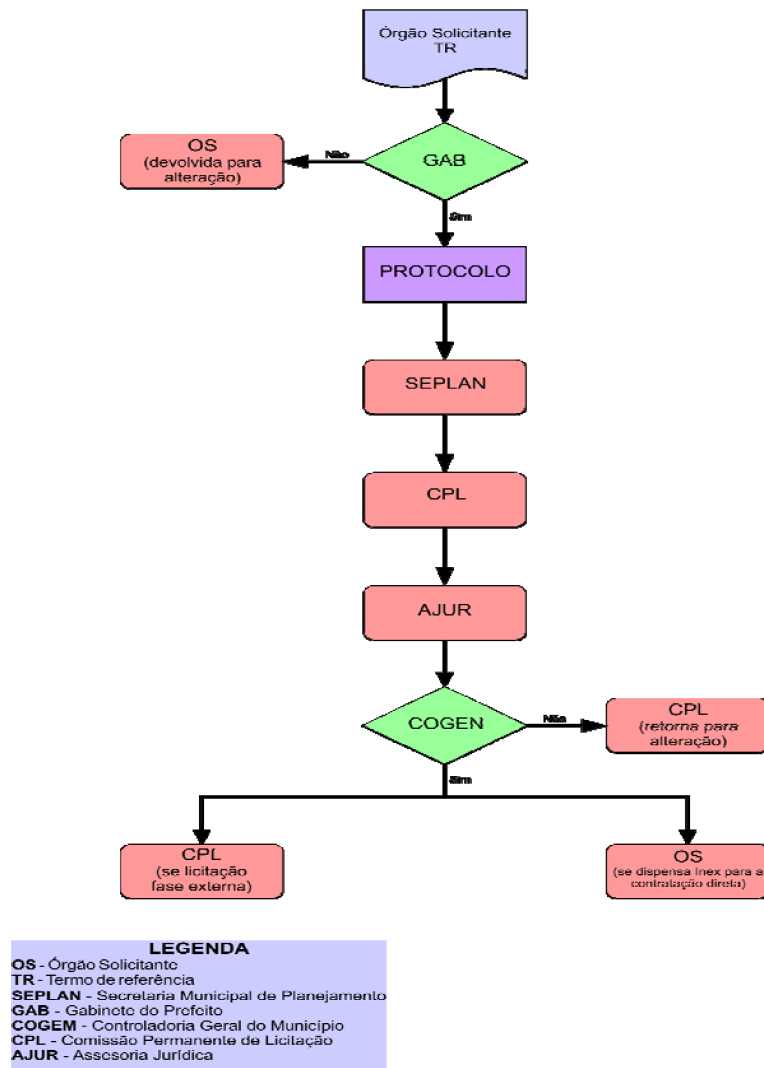 Órgão Solicitante
TR
GAB
Não
OS
(devolvida para
alteração)
Sim
PROTOCOLO
SEPLAN
CPL
AJUR
COGEN
Não
CPL
(retorna para
alteração)
Sim
CPL
(se licitação
fase externa)
OS
(se dispensa Inex para a
contratação direta)
LEGENDA
OS - Órgão Solicitante
TR - Termo de referência
SEPLAN - Secretaria Municipal de Planejamento
GAB - Gabinete do Prefeito
COGEM - Controladoria Geral do Município
CPL - Comissão Permanente de Licitação
AJUR - Assesoria Jurídica